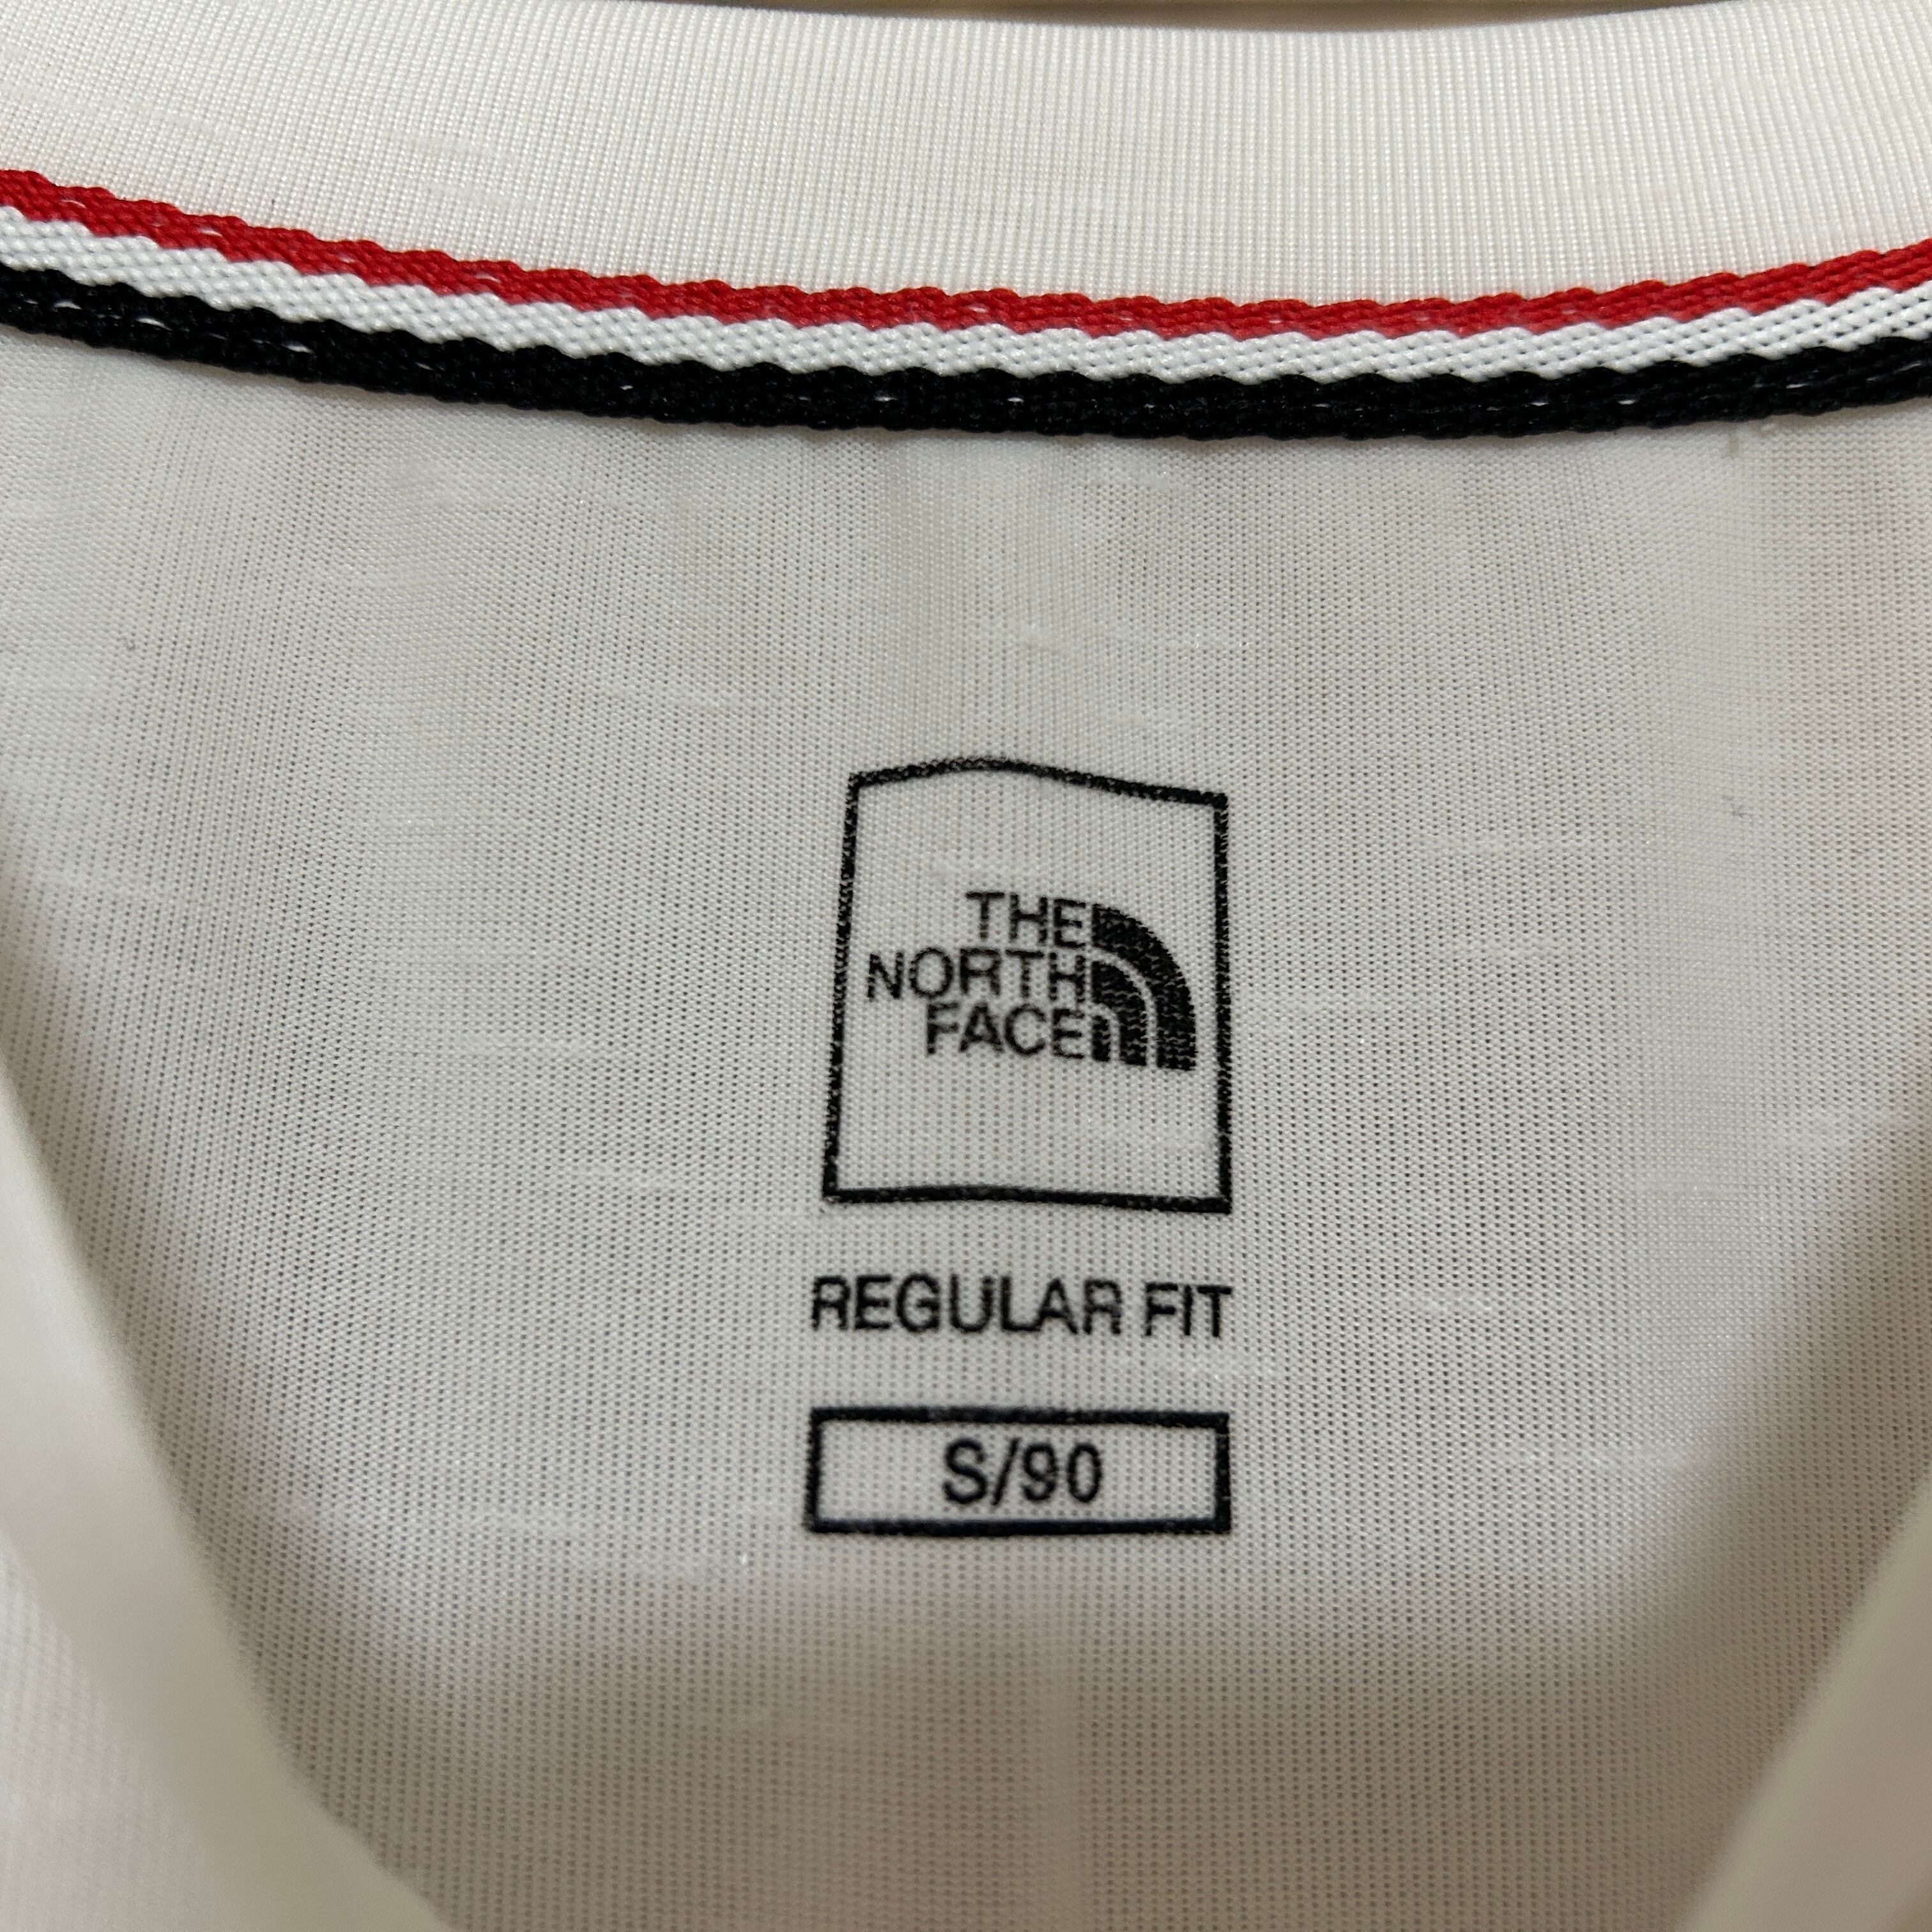 THE
NORTH
FACE
REGULAR FIT
S/90